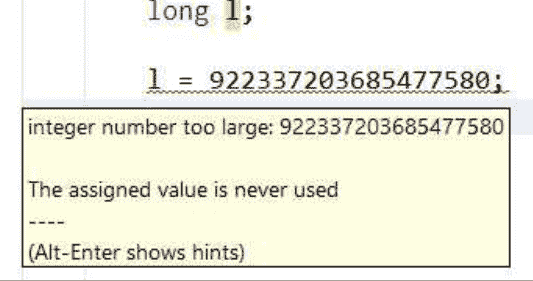 long l;
l = 922337203685477580;
integer number too large: 922337203685477580
The assigned value is never used
----
(Alt-Enter shows hints)